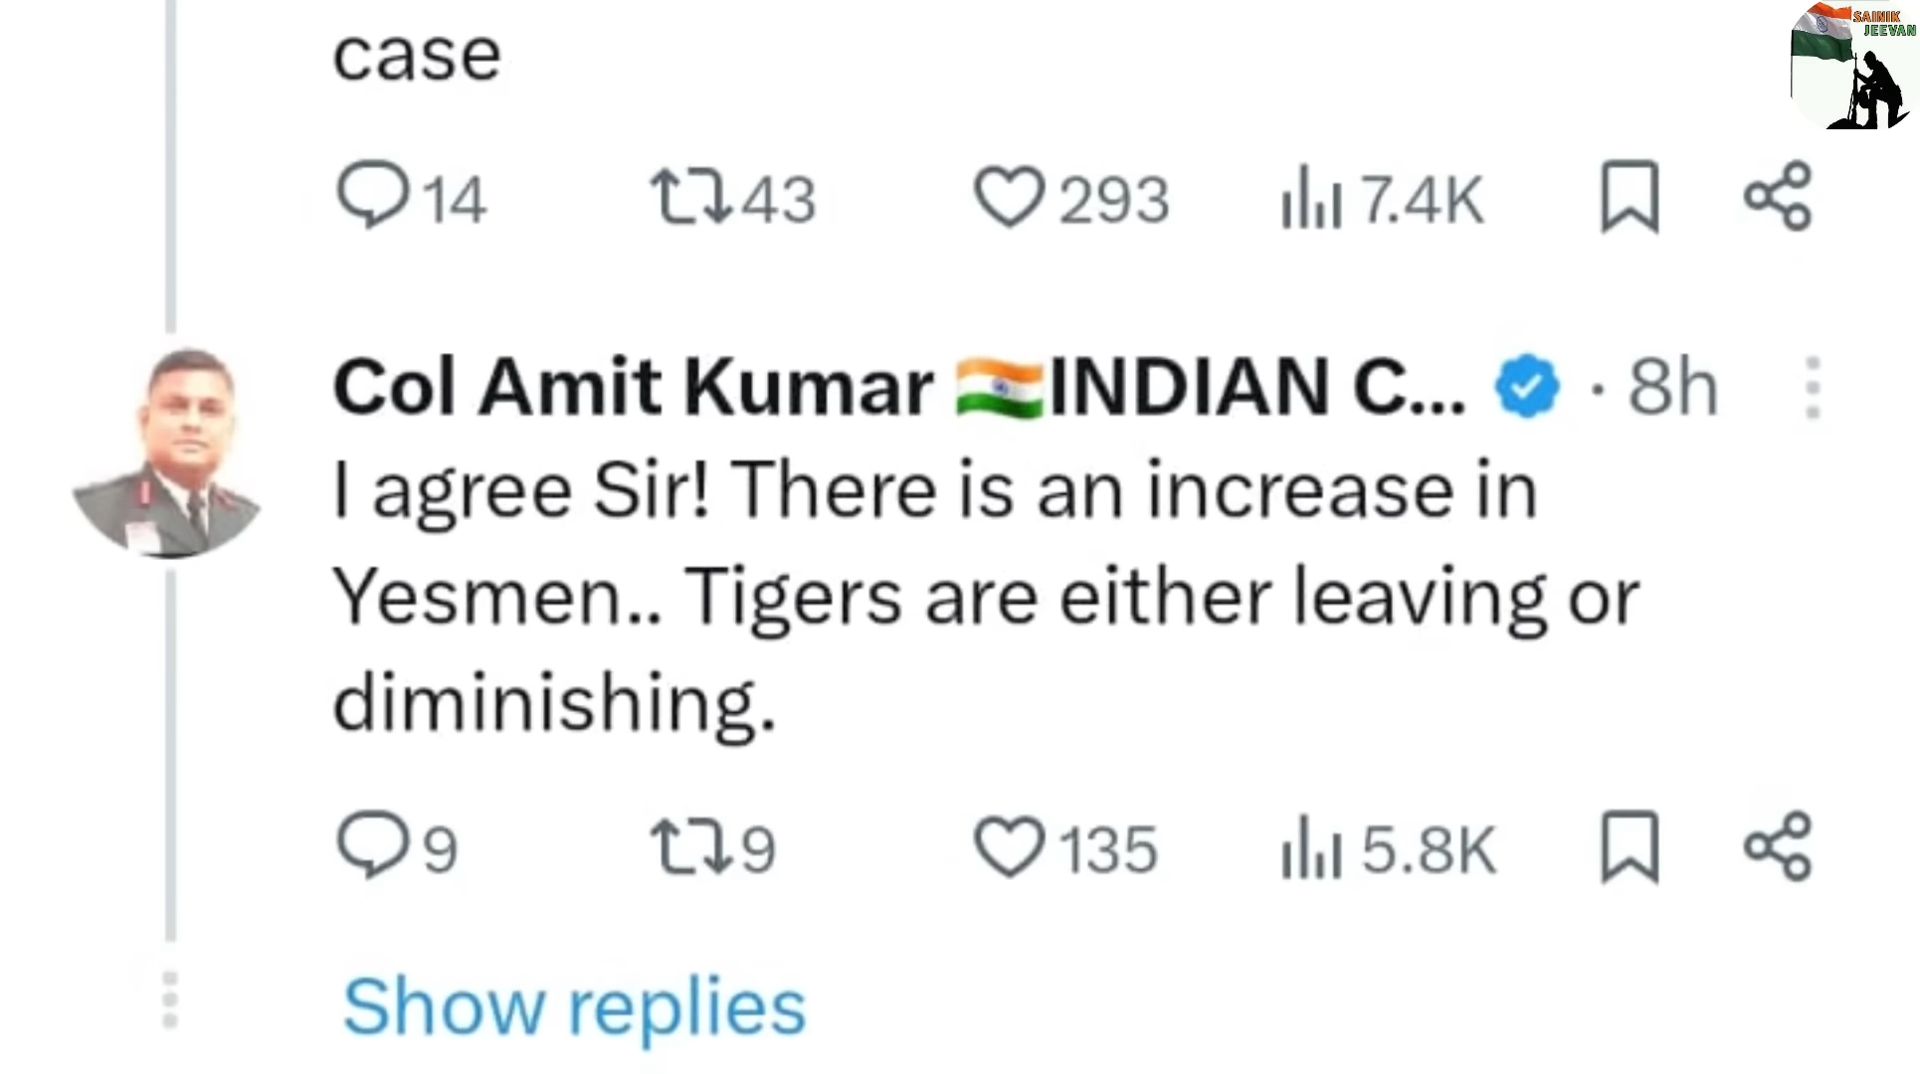 SAINIK
JEEVAN
case
14 43 293 7.4K
Col Amit Kumar 🇮🇳INDIAN C... · 8h
I agree Sir! There is an increase in
Yesmen.. Tigers are either leaving or
diminishing.
9 9 135 5.8K
Show replies